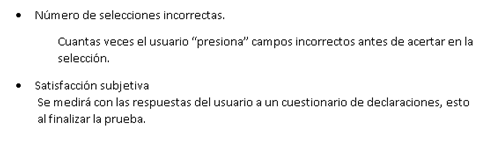 • Número de selecciones incorrectas.
Cuantas veces el usuario “presiona” campos incorrectos antes de acertar en la
selección.
• Satisfacción subjetiva
Se medirá con las respuestas del usuario a un cuestionario de declaraciones, esto
al finalizar la prueba.